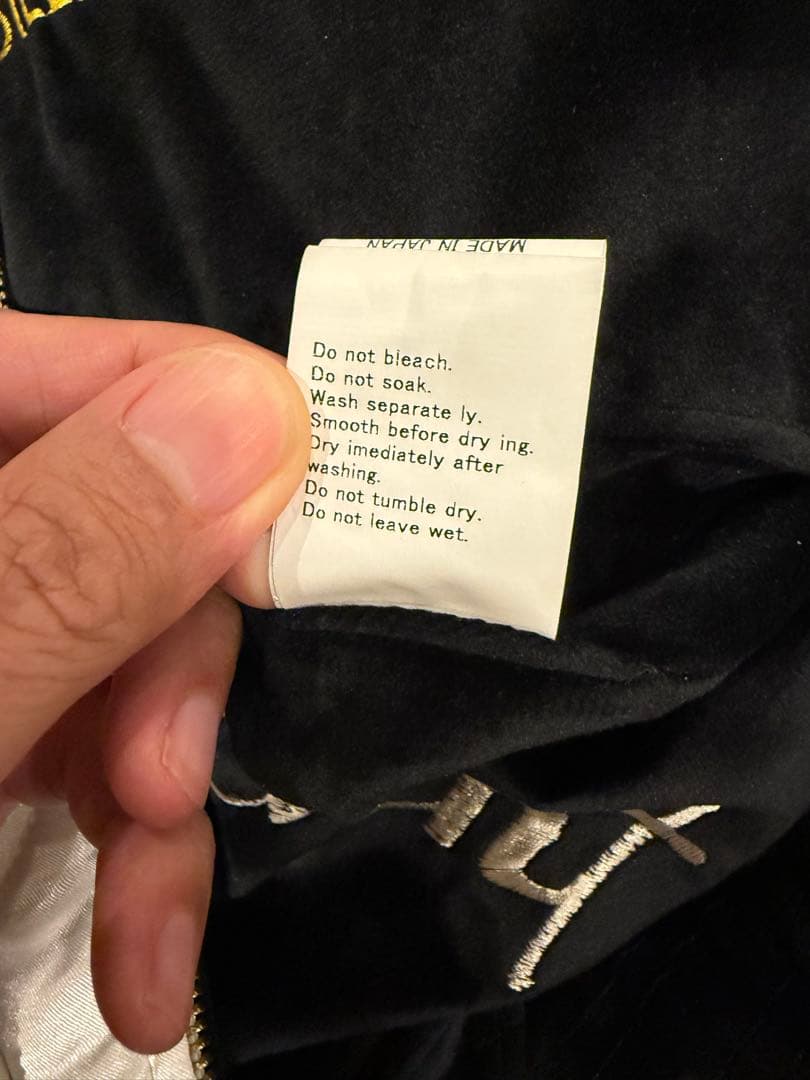 MADE IN JAPAN
Do not bleach.
Do not soak.
Wash separate ly.
Smooth before dry ing.
Dry imediately after
washing.
Do not tumble dry.
Do not leave wet.